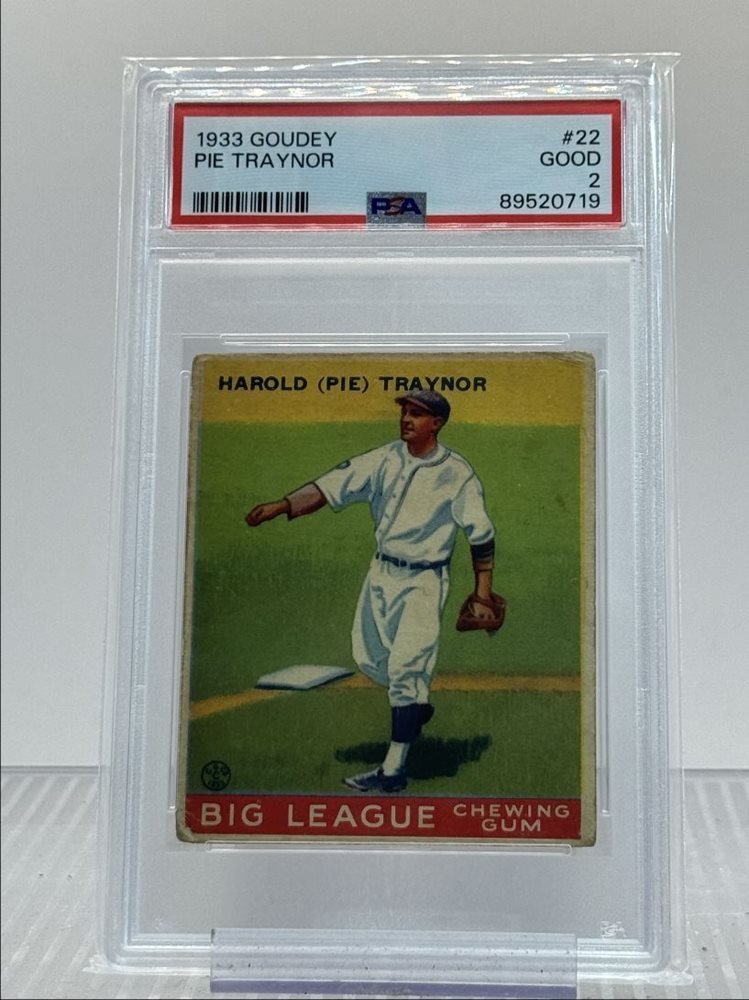 1933 GOUDEY #22
PIE TRAYNOR GOOD
2
PSA 89520719
HAROLD (PIE) TRAYNOR
BIG LEAGUE CHEWING
GUM